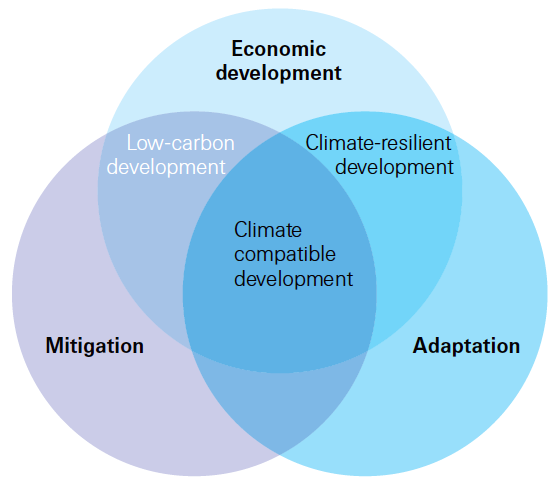 Economic
development
Low-carbon
development
Climate-resilient
development
Climate
compatible
development
Mitigation
Adaptation